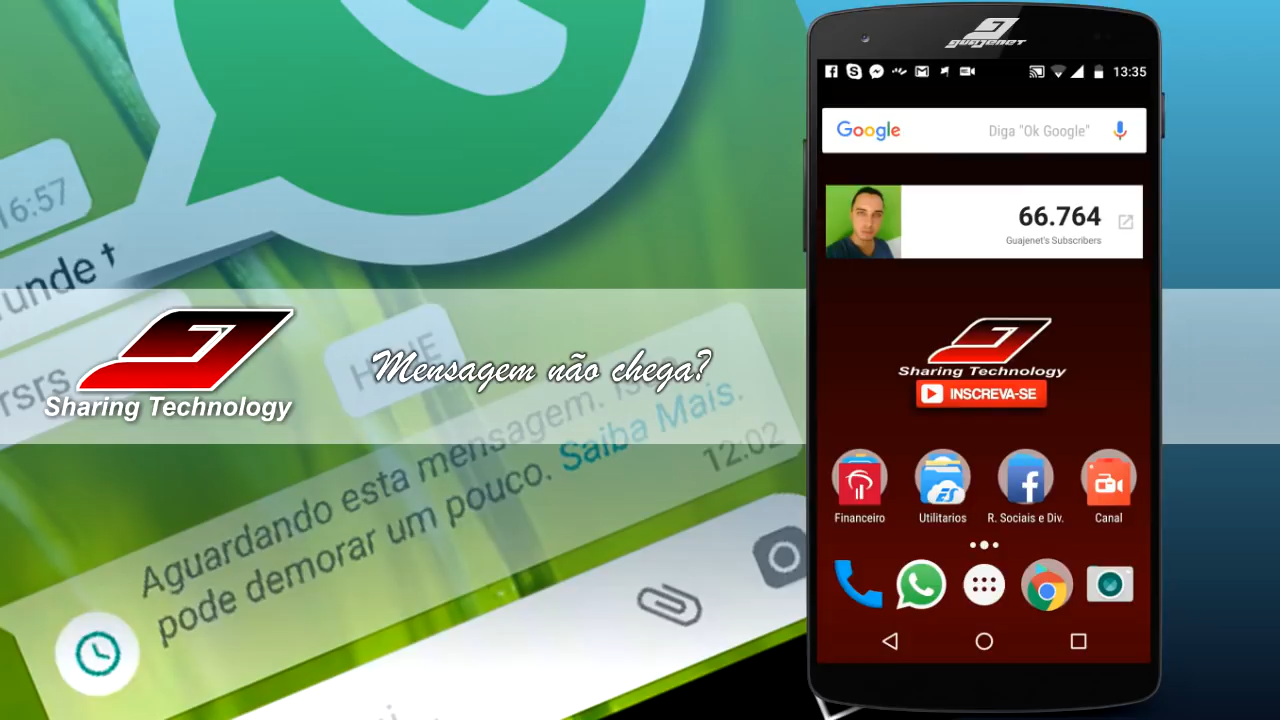 16:57
unde t
HOJE
rsrs
Sharing Technology
Mensagem não chega?
Aguardando esta mensagem. Isso
pode demorar um pouco. Saiba Mais.
12:02
GUAJENET
13:35
Google
Diga "Ok Google"
66.764
Guajenet's Subscribers
Sharing Technology
INSCREVA-SE
Financeiro
Utilitarios
R. Sociais e Div.
Canal